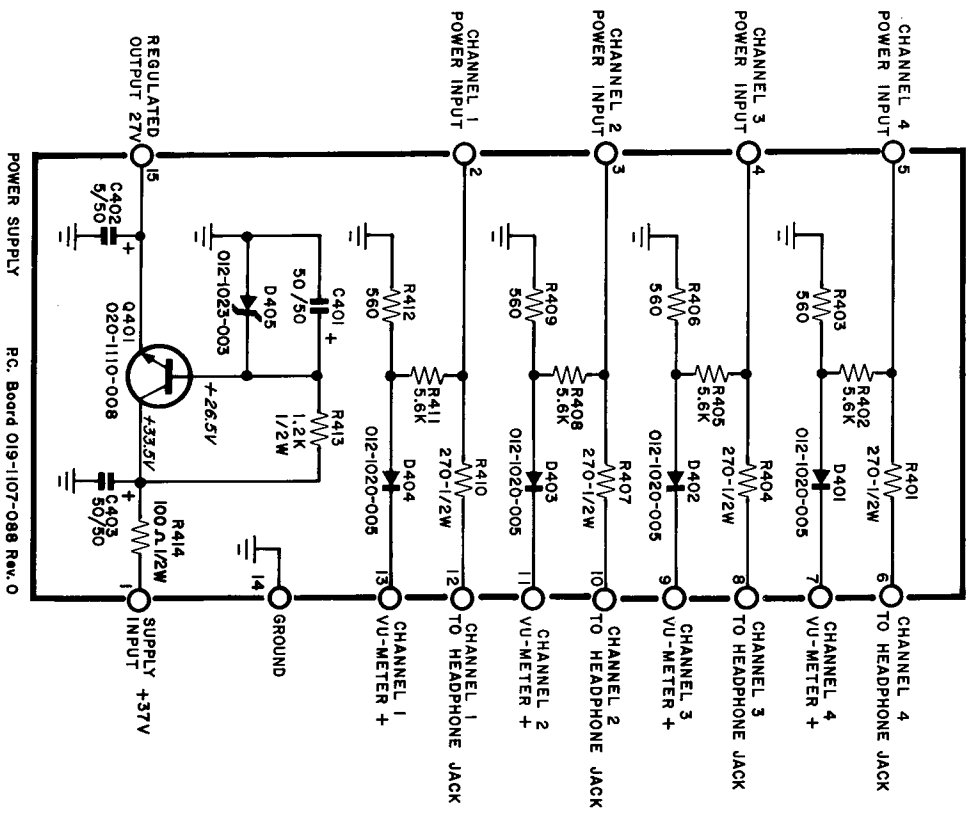 CHANNEL 4
POWER INPUT
5
R401
270-1/2W
6
CHANNEL 4
TO HEADPHONE JACK
R402
5.6K
R403
560
D401
012-1020-005
7
CHANNEL 4
VU-METER +
CHANNEL 3
POWER INPUT
4
R404
270-1/2W
8
CHANNEL 3
TO HEADPHONE JACK
R405
5.6K
R406
560
D402
012-1020-005
9
CHANNEL 3
VU-METER +
CHANNEL 2
POWER INPUT
3
R407
270-1/2W
10
CHANNEL 2
TO HEADPHONE JACK
R408
5.6K
R409
560
D403
012-1020-005
11
CHANNEL 2
VU-METER +
CHANNEL 1
POWER INPUT
2
R410
270-1/2W
12
CHANNEL 1
TO HEADPHONE JACK
R411
5.6K
R412
560
D404
012-1020-005
13
CHANNEL 1
VU-METER +
C401
50/50
+
R413
1.2K
1/2W
D405
012-1023-003
14
GROUND
+26.5V
REGULATED
OUTPUT 27V
15
C402
5/50
+
Q401
020-1110-008
+33.5V
+
C403
50/50
R414
100Ω 1/2W
1
SUPPLY +37V
INPUT
POWER SUPPLY
P.C. Board 019-1107-088 Rev. 0